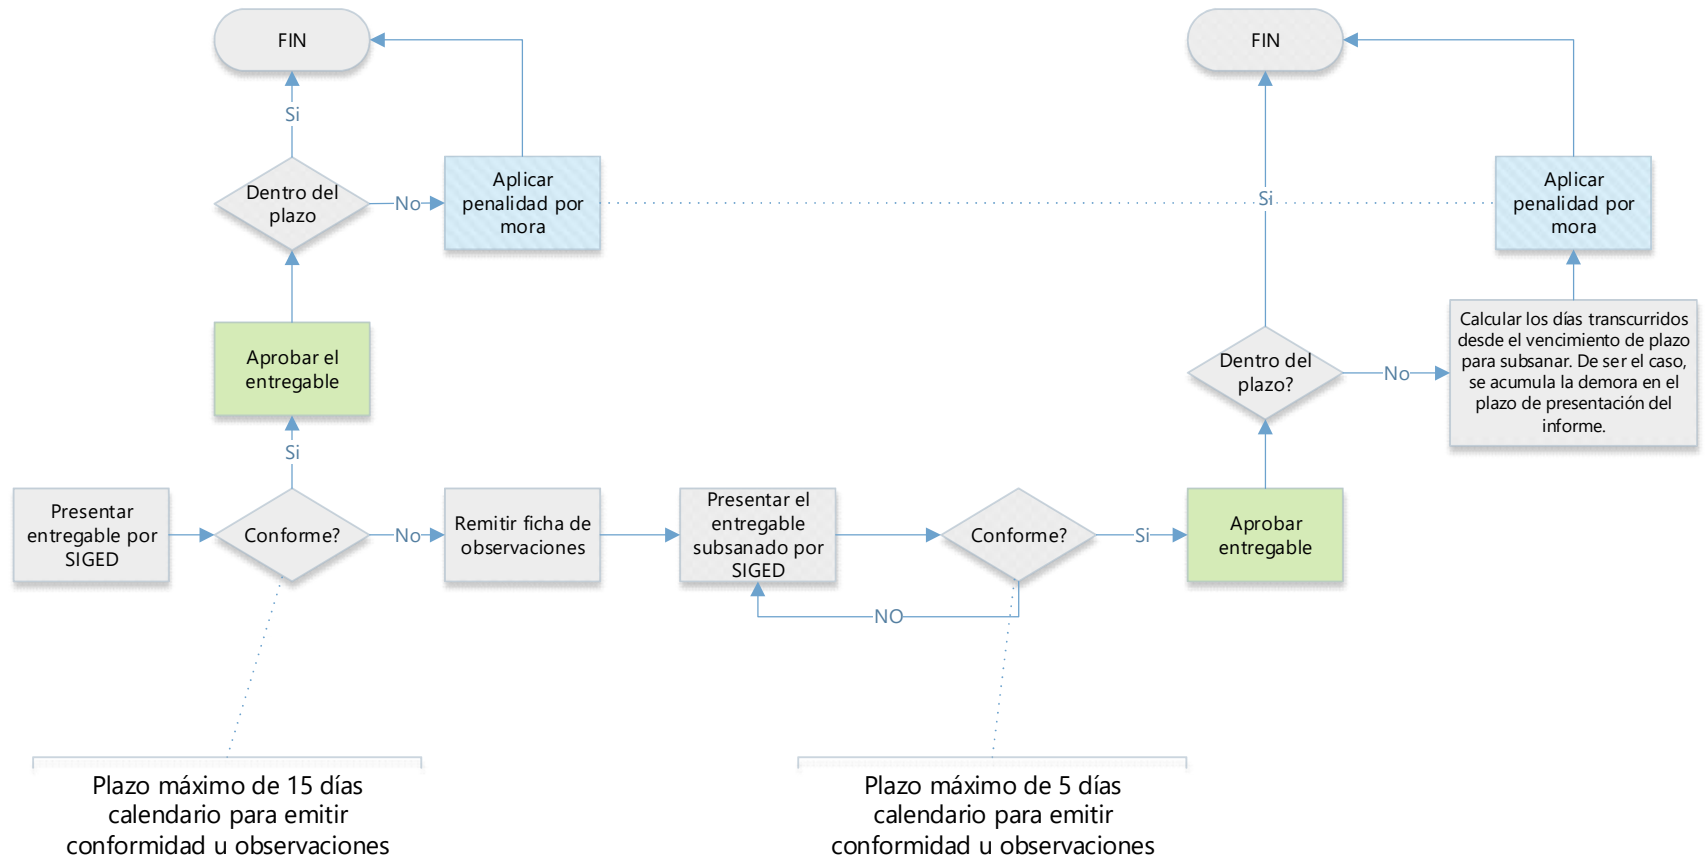 FIN
FIN
Si
Dentro del
plazo
No
Aplicar
penalidad por
mora
Si
Aplicar
penalidad por
mora
Aprobar el
entregable
Dentro del
plazo?
No
Calcular los días transcurridos
desde el vencimiento de plazo
para subsanar. De ser el caso,
se acumula la demora en el
plazo de presentación del
informe.
Si
Presentar
entregable por
SIGED
Conforme?
No
Remitir ficha de
observaciones
Presentar el
entregable
subsanado por
SIGED
Conforme?
Si
Aprobar
entregable
NO
Plazo máximo de 15 días
calendario para emitir
conformidad u observaciones
Plazo máximo de 5 días
calendario para emitir
conformidad u observaciones